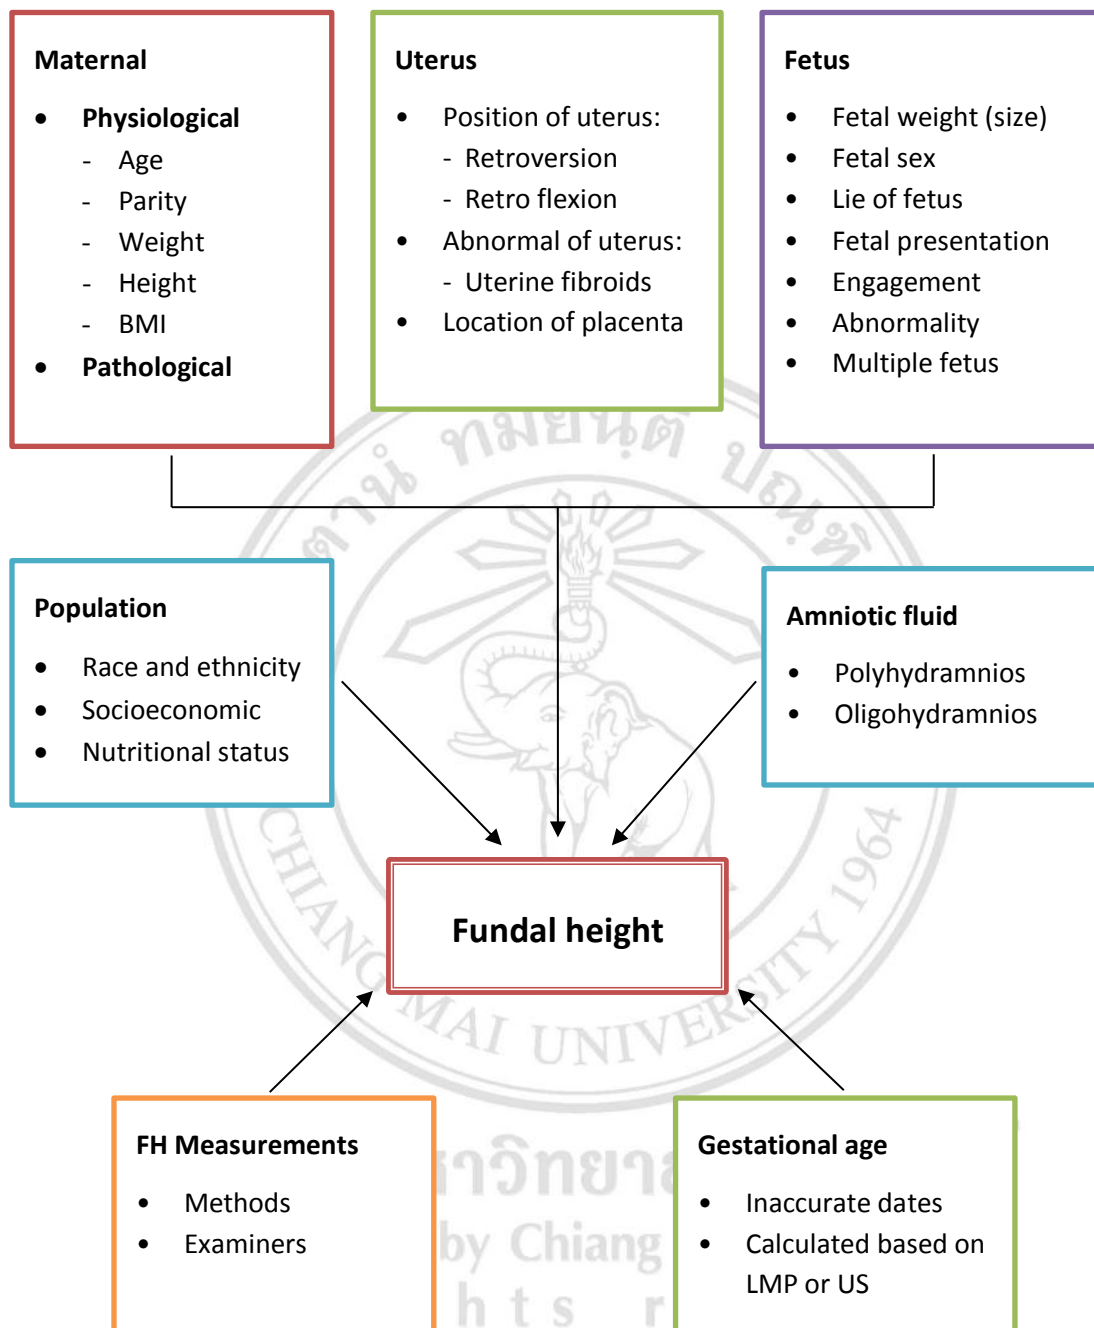 Maternal
• Physiological
- Age
- Parity
- Weight
- Height
- BMI
• Pathological
Uterus
• Position of uterus:
- Retroversion
- Retro flexion
• Abnormal of uterus:
- Uterine fibroids
• Location of placenta
Fetus
• Fetal weight (size)
• Fetal sex
• Lie of fetus
• Fetal presentation
• Engagement
• Abnormality
• Multiple fetus
Population
• Race and ethnicity
• Socioeconomic
• Nutritional status
Amniotic fluid
• Polyhydramnios
• Oligohydramnios
Fundal height
FH Measurements
• Methods
• Examiners
Gestational age
• Inaccurate dates
• Calculated based on
LMP or US
CHIANG MAI UNIVERSITY 1964
by Chiang